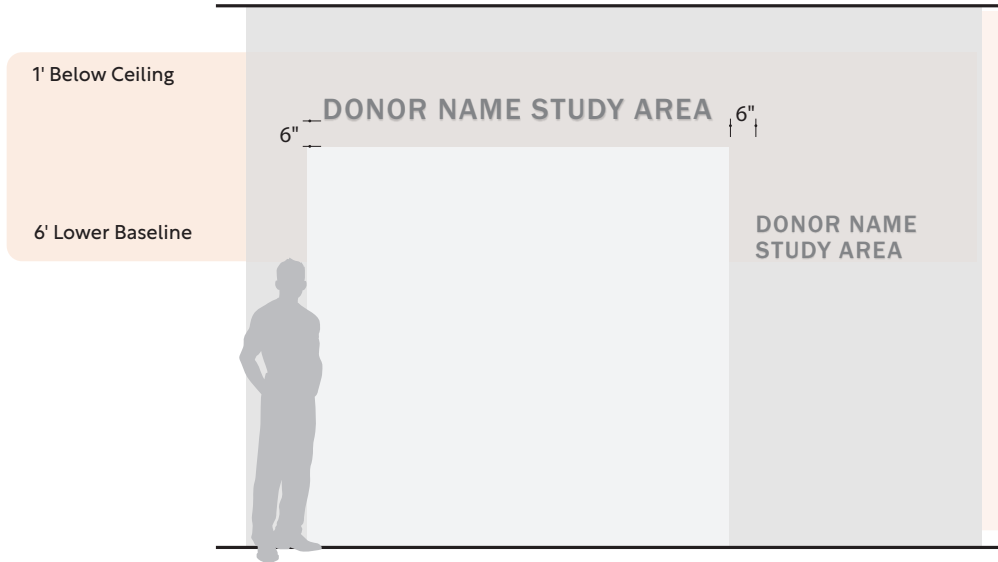 1' Below Ceiling
DONOR NAME STUDY AREA
6"
6"
6' Lower Baseline
DONOR NAME
STUDY AREA